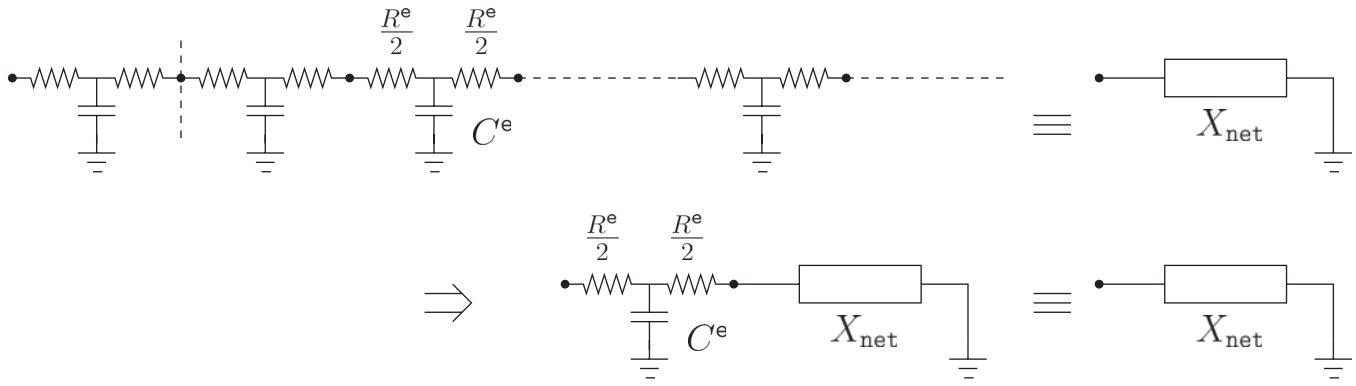 R^e/2 R^e/2
C^e
≡
X_net
R^e/2 R^e/2
⇒
C^e
X_net
≡
X_net